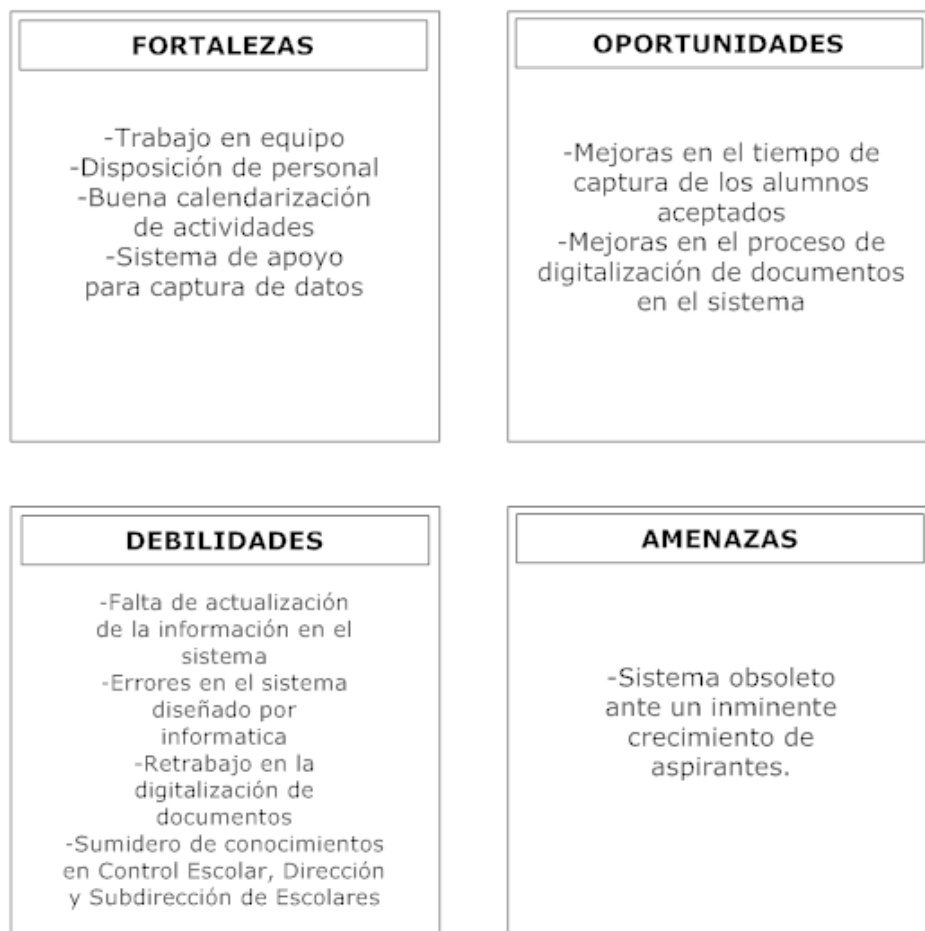 FORTALEZAS
-Trabajo en equipo
-Disposición de personal
-Buena calendarización
de actividades
-Sistema de apoyo
para captura de datos
OPORTUNIDADES
-Mejoras en el tiempo de
captura de los alumnos
aceptados
-Mejoras en el proceso de
digitalización de documentos
en el sistema
DEBILIDADES
-Falta de actualización
de la información en el
sistema
-Errores en el sistema
diseñado por
informatica
-Retrabajo en la
digitalización de
documentos
-Sumidero de conocimientos
en Control Escolar, Dirección
y Subdirección de Escolares
AMENAZAS
-Sistema obsoleto
ante un inminente
crecimiento de
aspirantes.